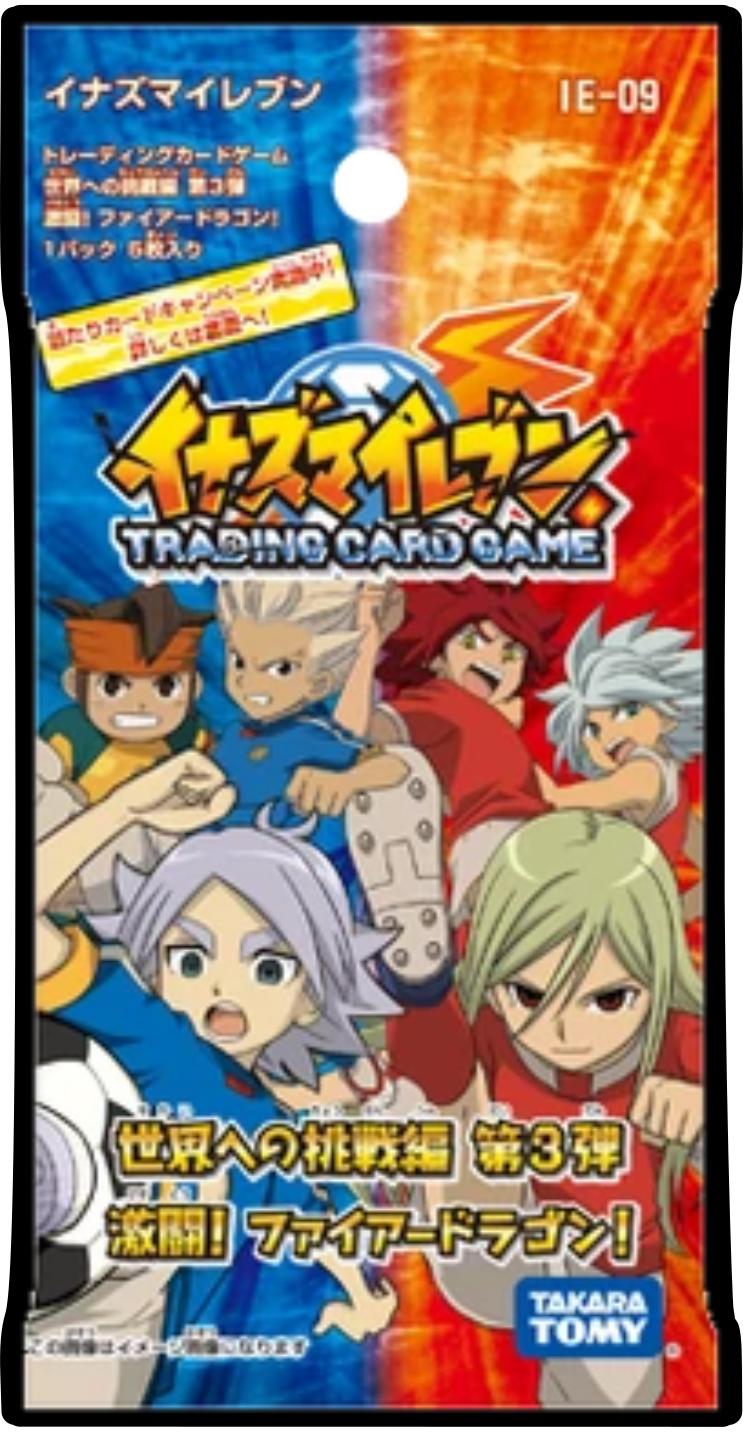 イナズマイレブン
IE-09
トレーディングカードゲーム
世界への挑戦編 第3弾
激闘! ファイアードラゴン!
1パック 5枚入り
当たりカードキャンペーン実施中!
詳しくは裏面へ!
イナズマイレブン
TRADING CARD GAME
世界への挑戦編 第3弾
激闘! ファイアードラゴン!
TAKARA
TOMY
この画像はイメージ画像になります